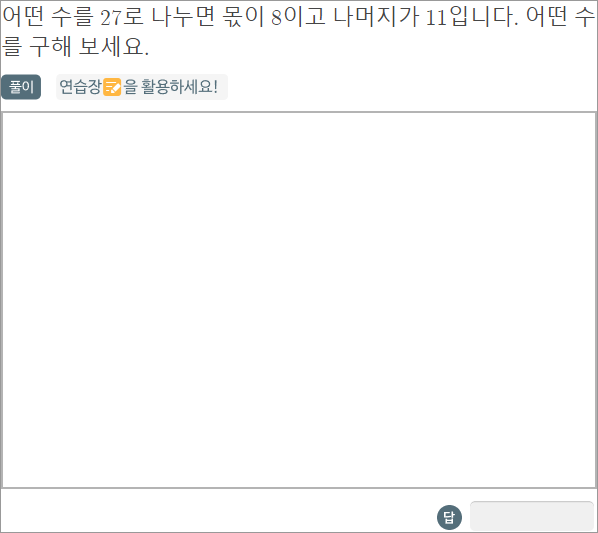 어떤 수를 27로 나누면 몫이 8이고 나머지가 11입니다. 어떤 수
를 구해 보세요.
풀이 연습장을 활용하세요!
답